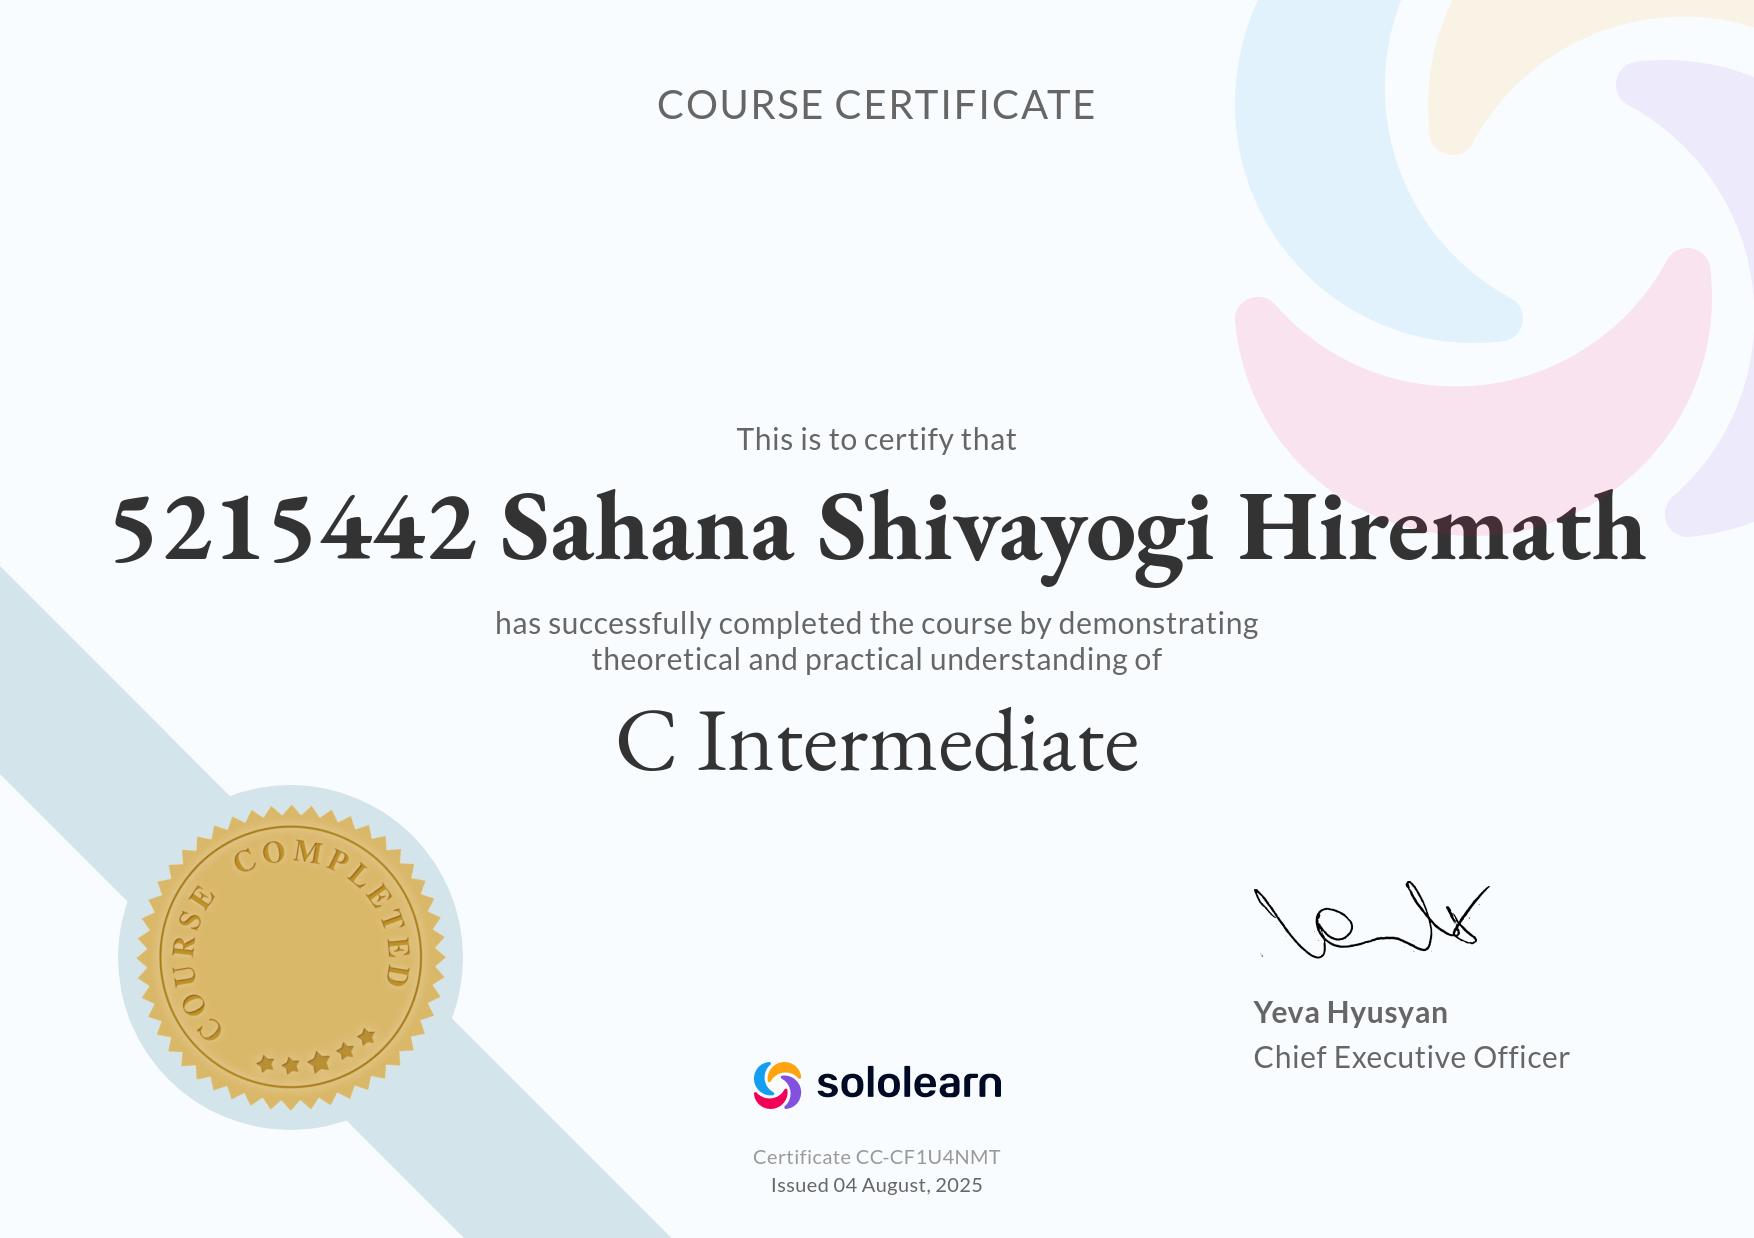 COURSE CERTIFICATE
This is to certify that
5215442 Sahana Shivayogi Hiremath
has successfully completed the course by demonstrating
theoretical and practical understanding of
C Intermediate
COURSE COMPLETED
Yeva Hyusyan
Chief Executive Officer
sololearn
Certificate CC-CF1U4NMT
Issued 04 August, 2025